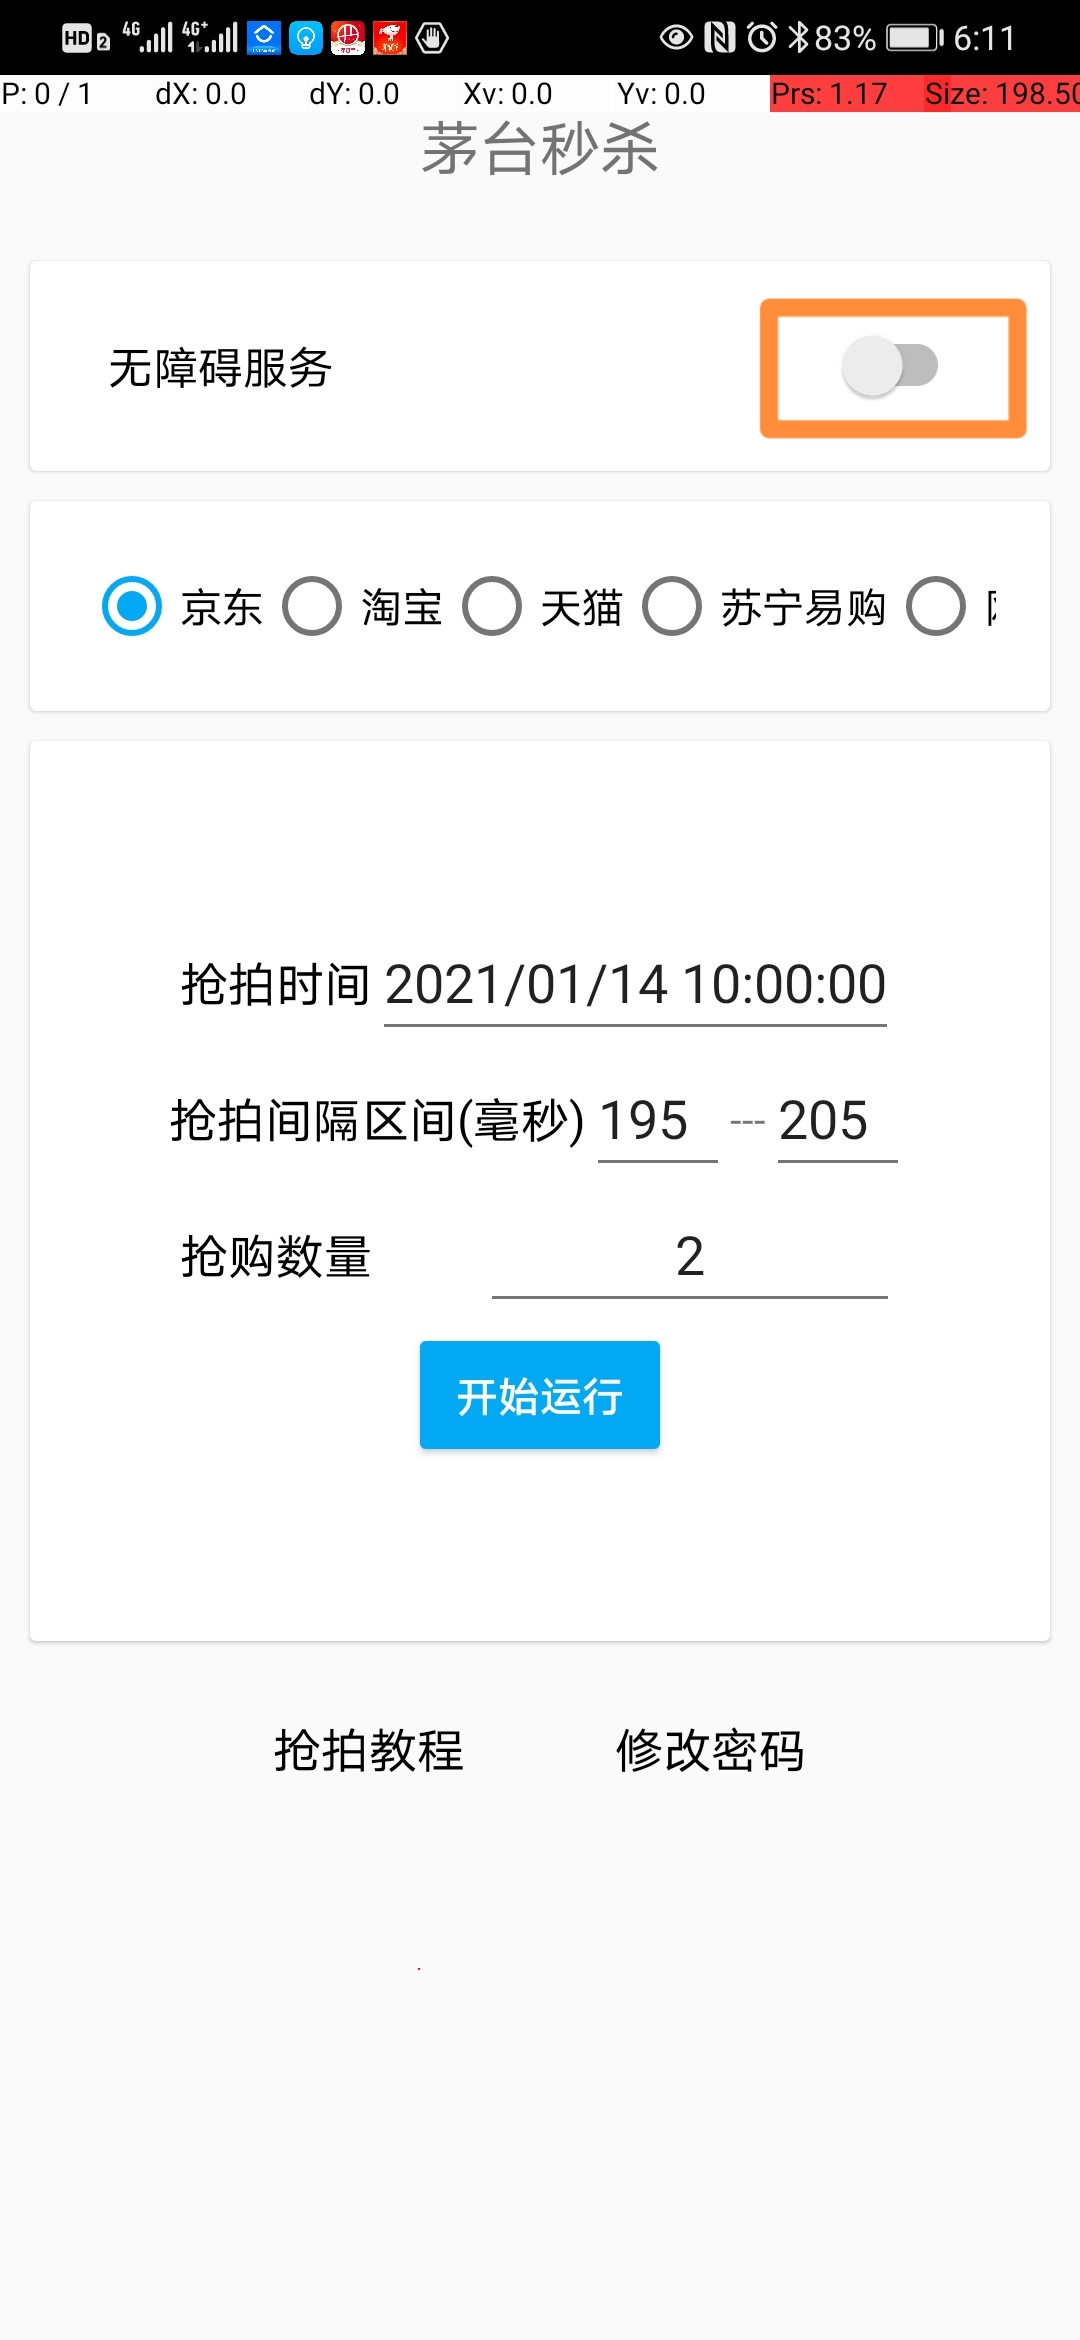 HD 2 4G 4G+ 83% 6:11
P: 0 / 1 dX: 0.0 dY: 0.0 Xv: 0.0 Yv: 0.0 Prs: 1.17 Size: 198.50
茅台秒杀
无障碍服务
京东 淘宝 天猫 苏宁易购
抢拍时间 2021/01/14 10:00:00
抢拍间隔区间(毫秒) 195 --- 205
抢购数量 2
开始运行
抢拍教程 修改密码